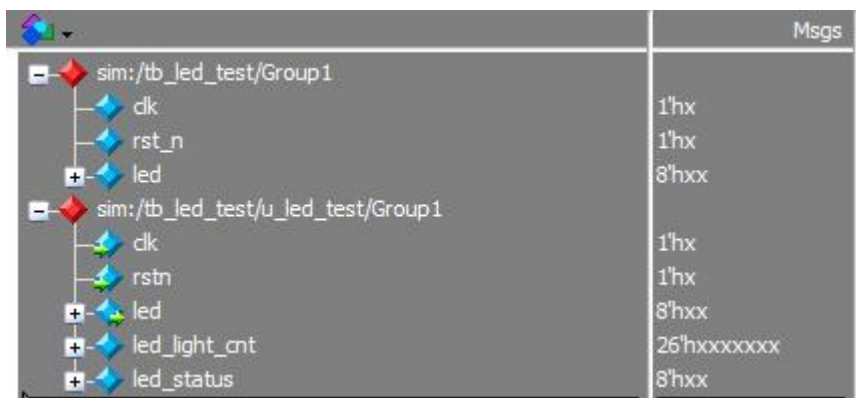 Msgs
sim:/tb_led_test/Group1
clk 1'hx
rst_n 1'hx
led 8'hxx
sim:/tb_led_test/u_led_test/Group1
clk 1'hx
rstn 1'hx
led 8'hxx
led_light_cnt 26'hxxxxxxx
led_status 8'hxx